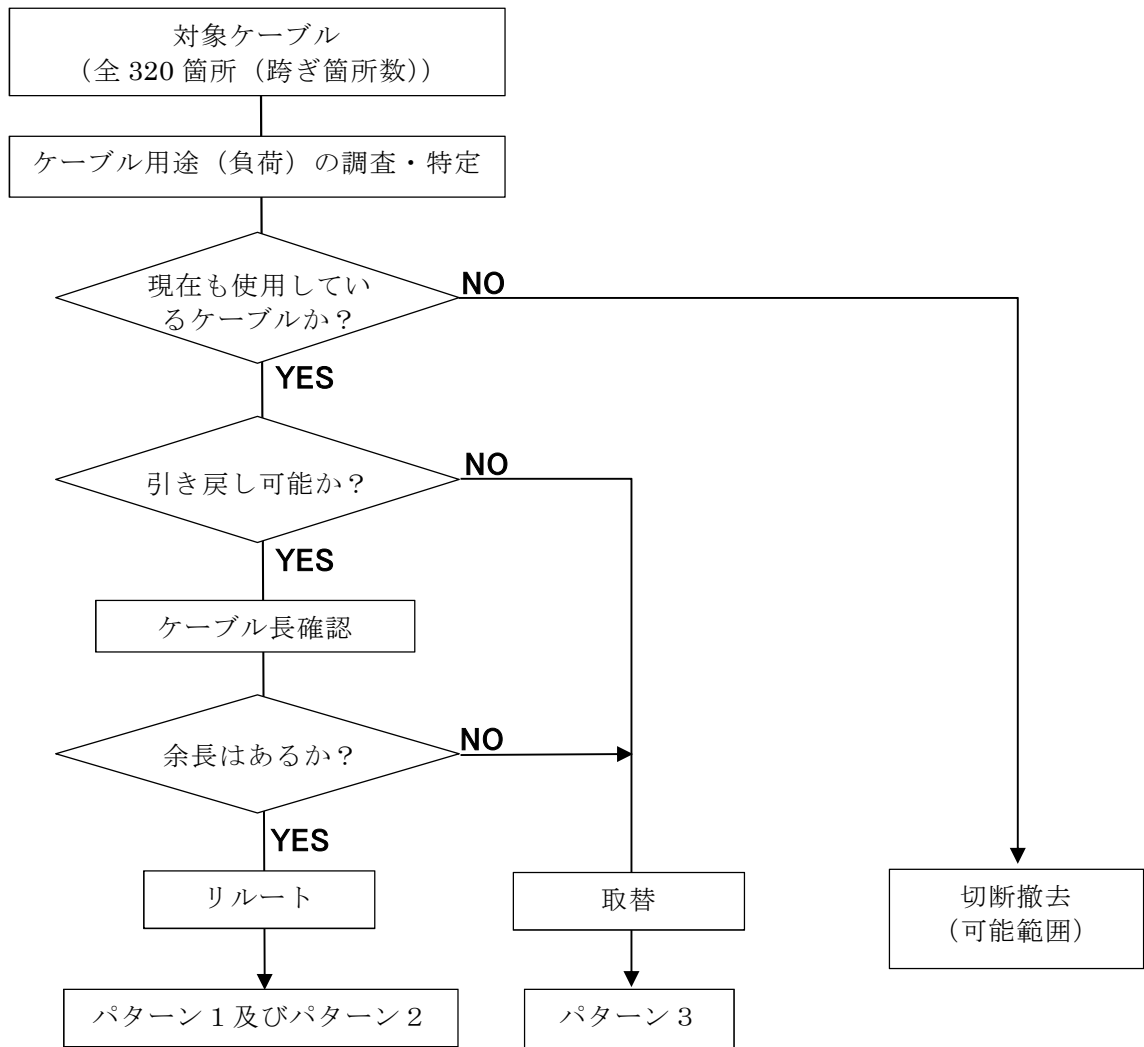 対象ケーブル
（全 320 箇所（跨ぎ箇所数））
ケーブル用途（負荷）の調査・特定
現在も使用してい
るケーブルか？
NO
YES
引き戻し可能か？
NO
YES
ケーブル長確認
余長はあるか？
NO
YES
リルート
取替
切断撤去
（可能範囲）
パターン１及びパターン２
パターン３